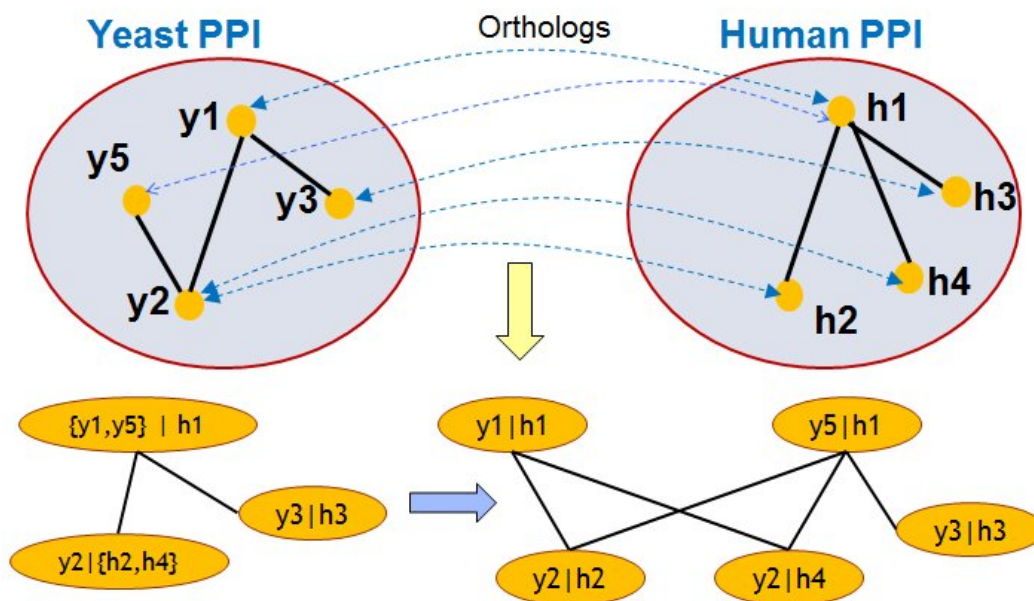 Yeast PPI
Orthologs
Human PPI
y1
y5
y3
y2
h1
h3
h4
h2
{y1,y5} | h1
y3|h3
y2|{h2,h4}
y1|h1
y5|h1
y3|h3
y2|h2
y2|h4